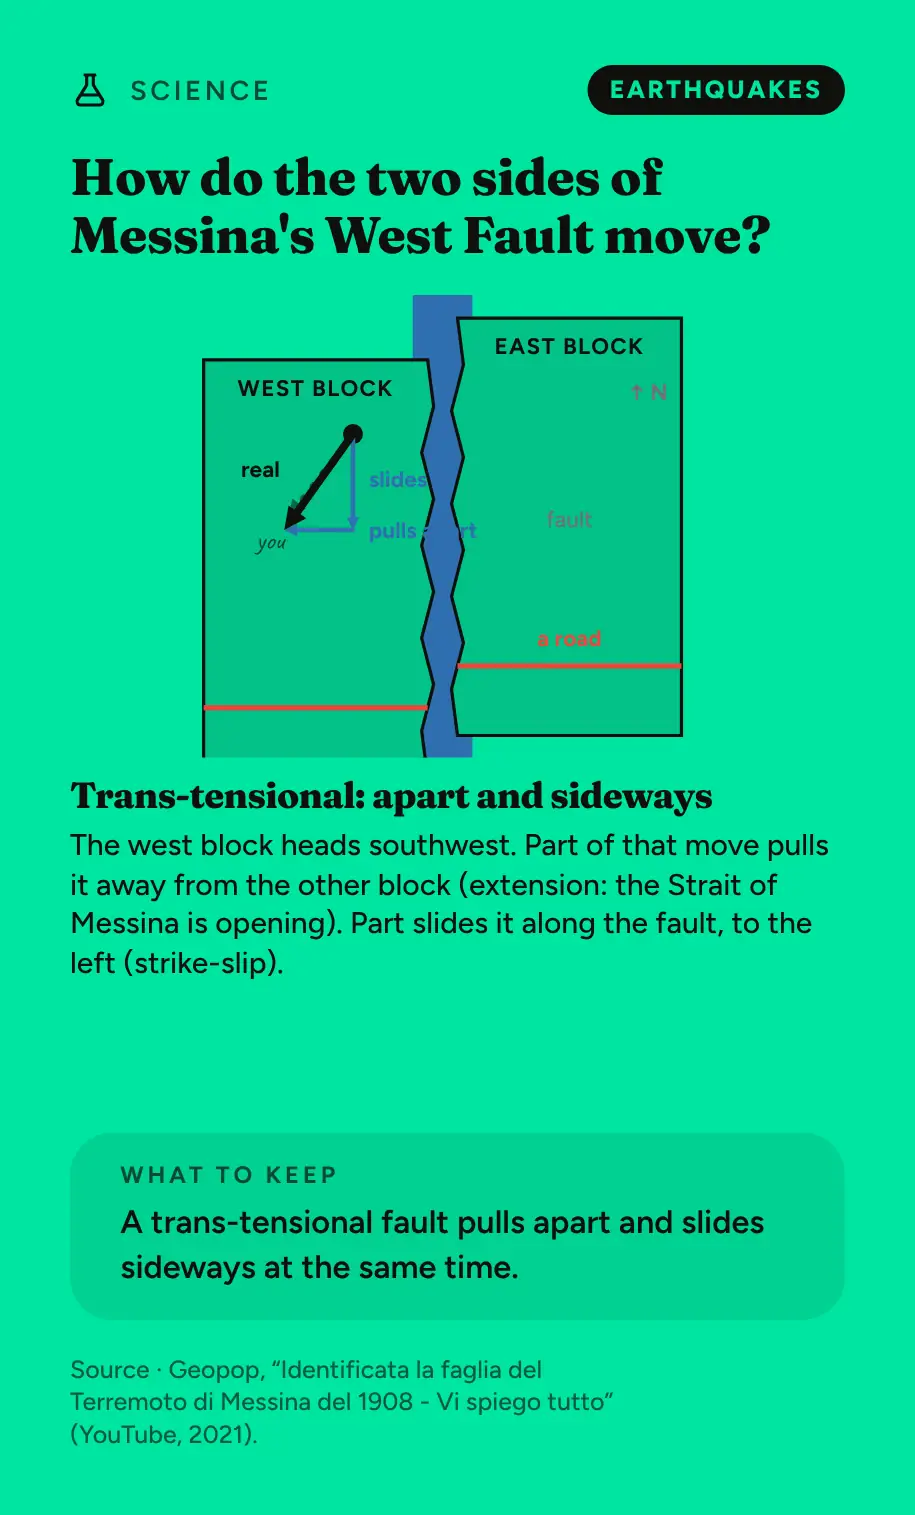 SCIENCE
EARTHQUAKES
How do the two sides of
Messina's West Fault move?
EAST BLOCK
WEST BLOCK
↑ N
real
slides
fault
pulls
you
a road
Trans-tensional: apart and sideways
The west block heads southwest. Part of that move pulls
it away from the other block (extension: the Strait of
Messina is opening). Part slides it along the fault, to the
left (strike-slip).
WHAT TO KEEP
A trans-tensional fault pulls apart and slides
sideways at the same time.
Source · Geopop, “Identificata la faglia del
Terremoto di Messina del 1908 - Vi spiego tutto”
(YouTube, 2021).